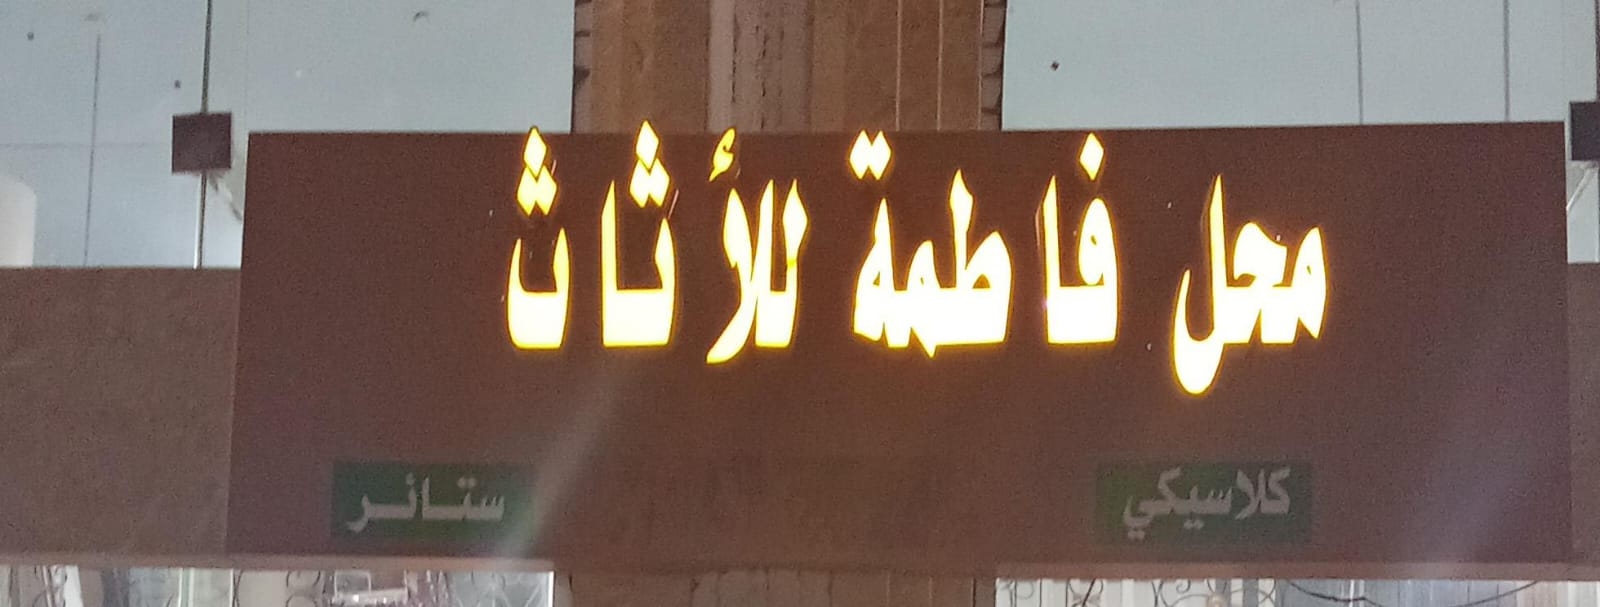 محل فاطمة للأثاث
كلاسيكي ستائر